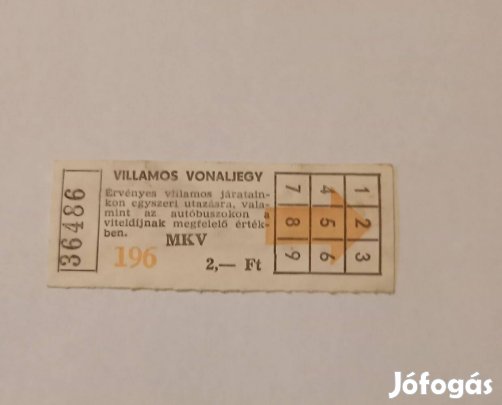 36486
VILLAMOS VONALJEGY
Érvényes villamos járatain-
kon egyszeri utazásra, vala-
mint az autóbuszokon a
viteldíjnak megfelelő érték-
ben.
MKV
196
2,— Ft
1 2 3
4 5 6
7 8 9
Jófogás